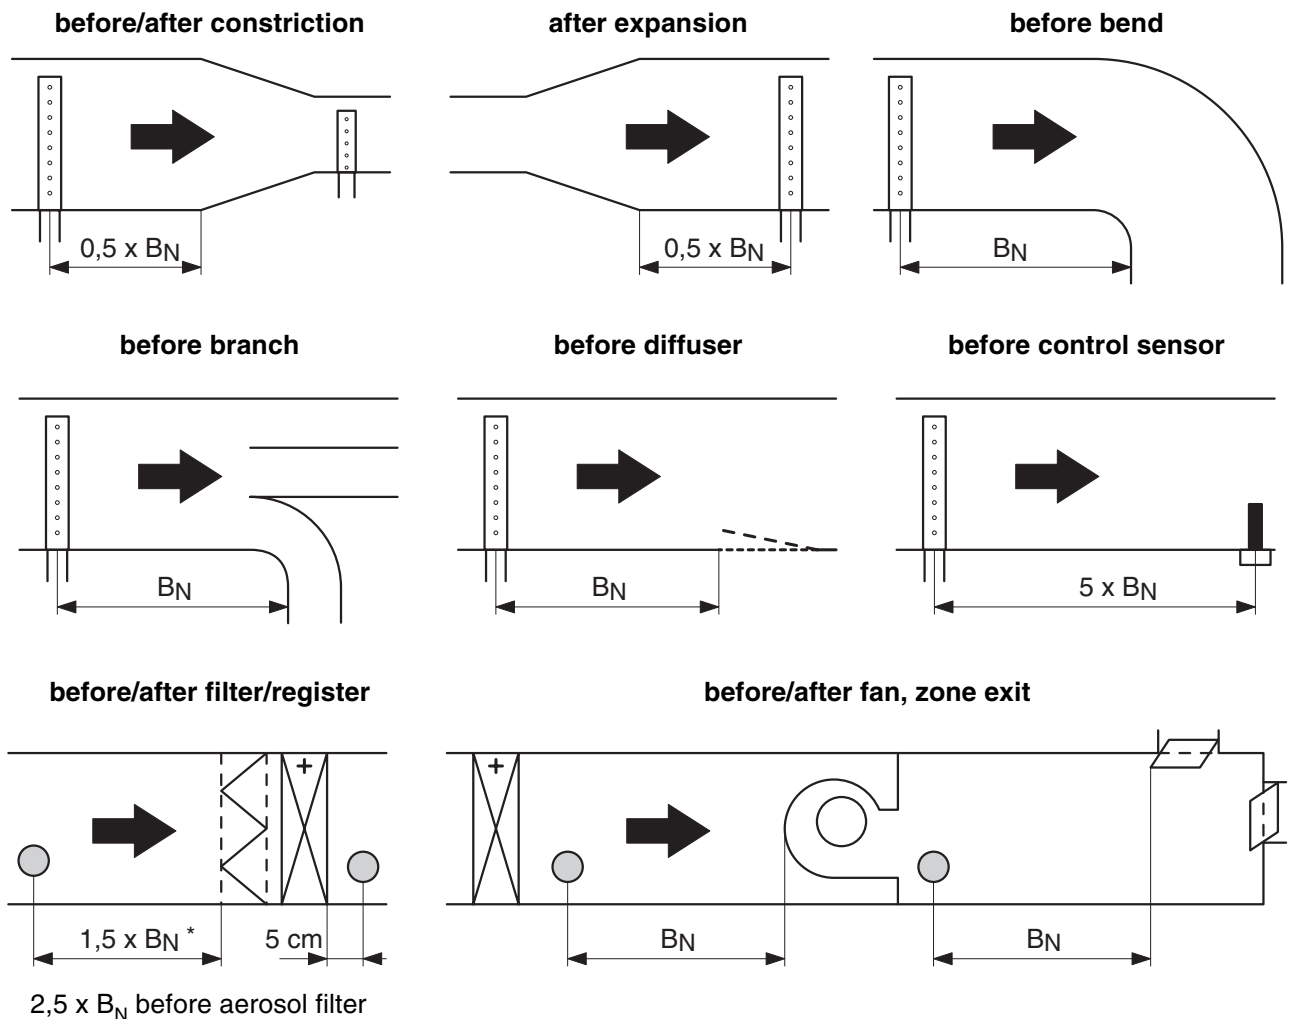 before/after constriction
after expansion
before bend
0,5 x BN
0,5 x BN
BN
before branch
before diffuser
before control sensor
BN
BN
5 x BN
before/after filter/register
before/after fan, zone exit
+
+
1,5 x BN *
5 cm
BN
BN
2,5 x BN before aerosol filter